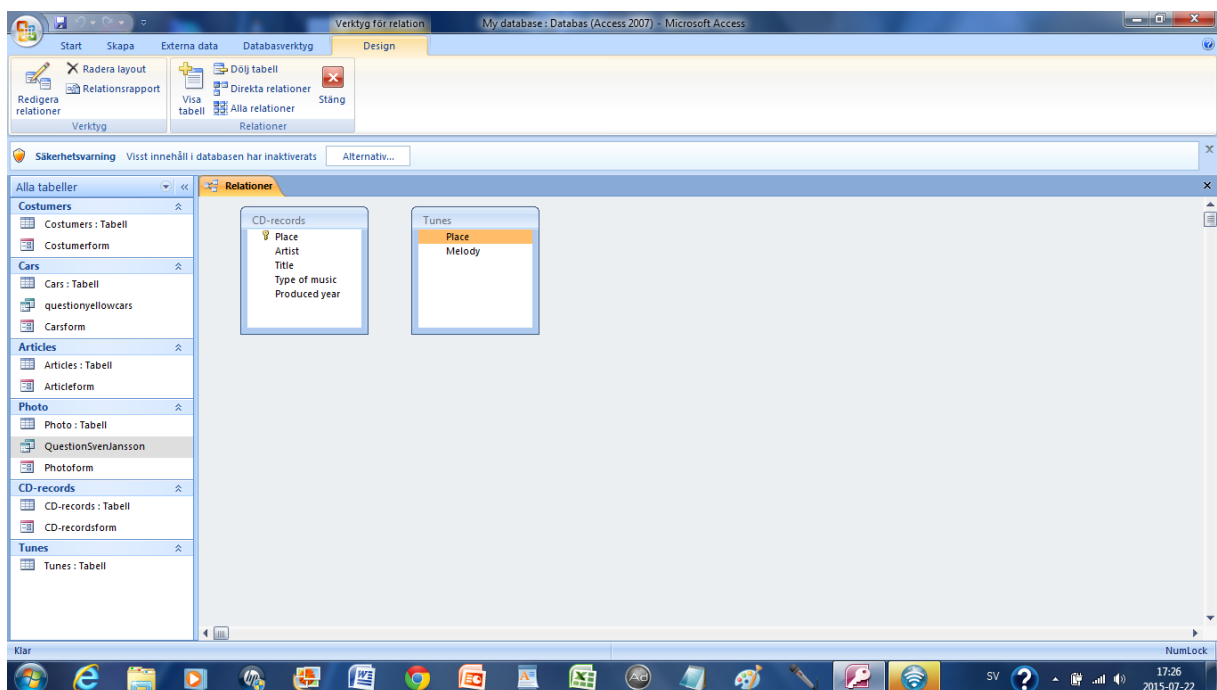 Verktyg för relation
My database : Databas (Access 2007) - Microsoft Access
Start Skapa Externa data Databasverktyg Design
Redigera relationer
Radera layout
Relationsrapport
Verktyg
Visa tabell
Dölj tabell
Direkta relationer
Alla relationer
Stäng
Relationer
Säkerhetsvarning Visst innehåll i databasen har inaktiverats Alternativ...
Alla tabeller
Costumers
Costumers : Tabell
Costumerform
Cars
Cars : Tabell
questionyellowcars
Carsform
Articles
Articles : Tabell
Articleform
Photo
Photo : Tabell
QuestionSvenJansson
Photoform
CD-records
CD-records : Tabell
CD-recordsform
Tunes
Tunes : Tabell
Relationer
CD-records
Place
Artist
Title
Type of music
Produced year
Tunes
Place
Melody
Klar
NumLock
SV
17:26
2015-07-22